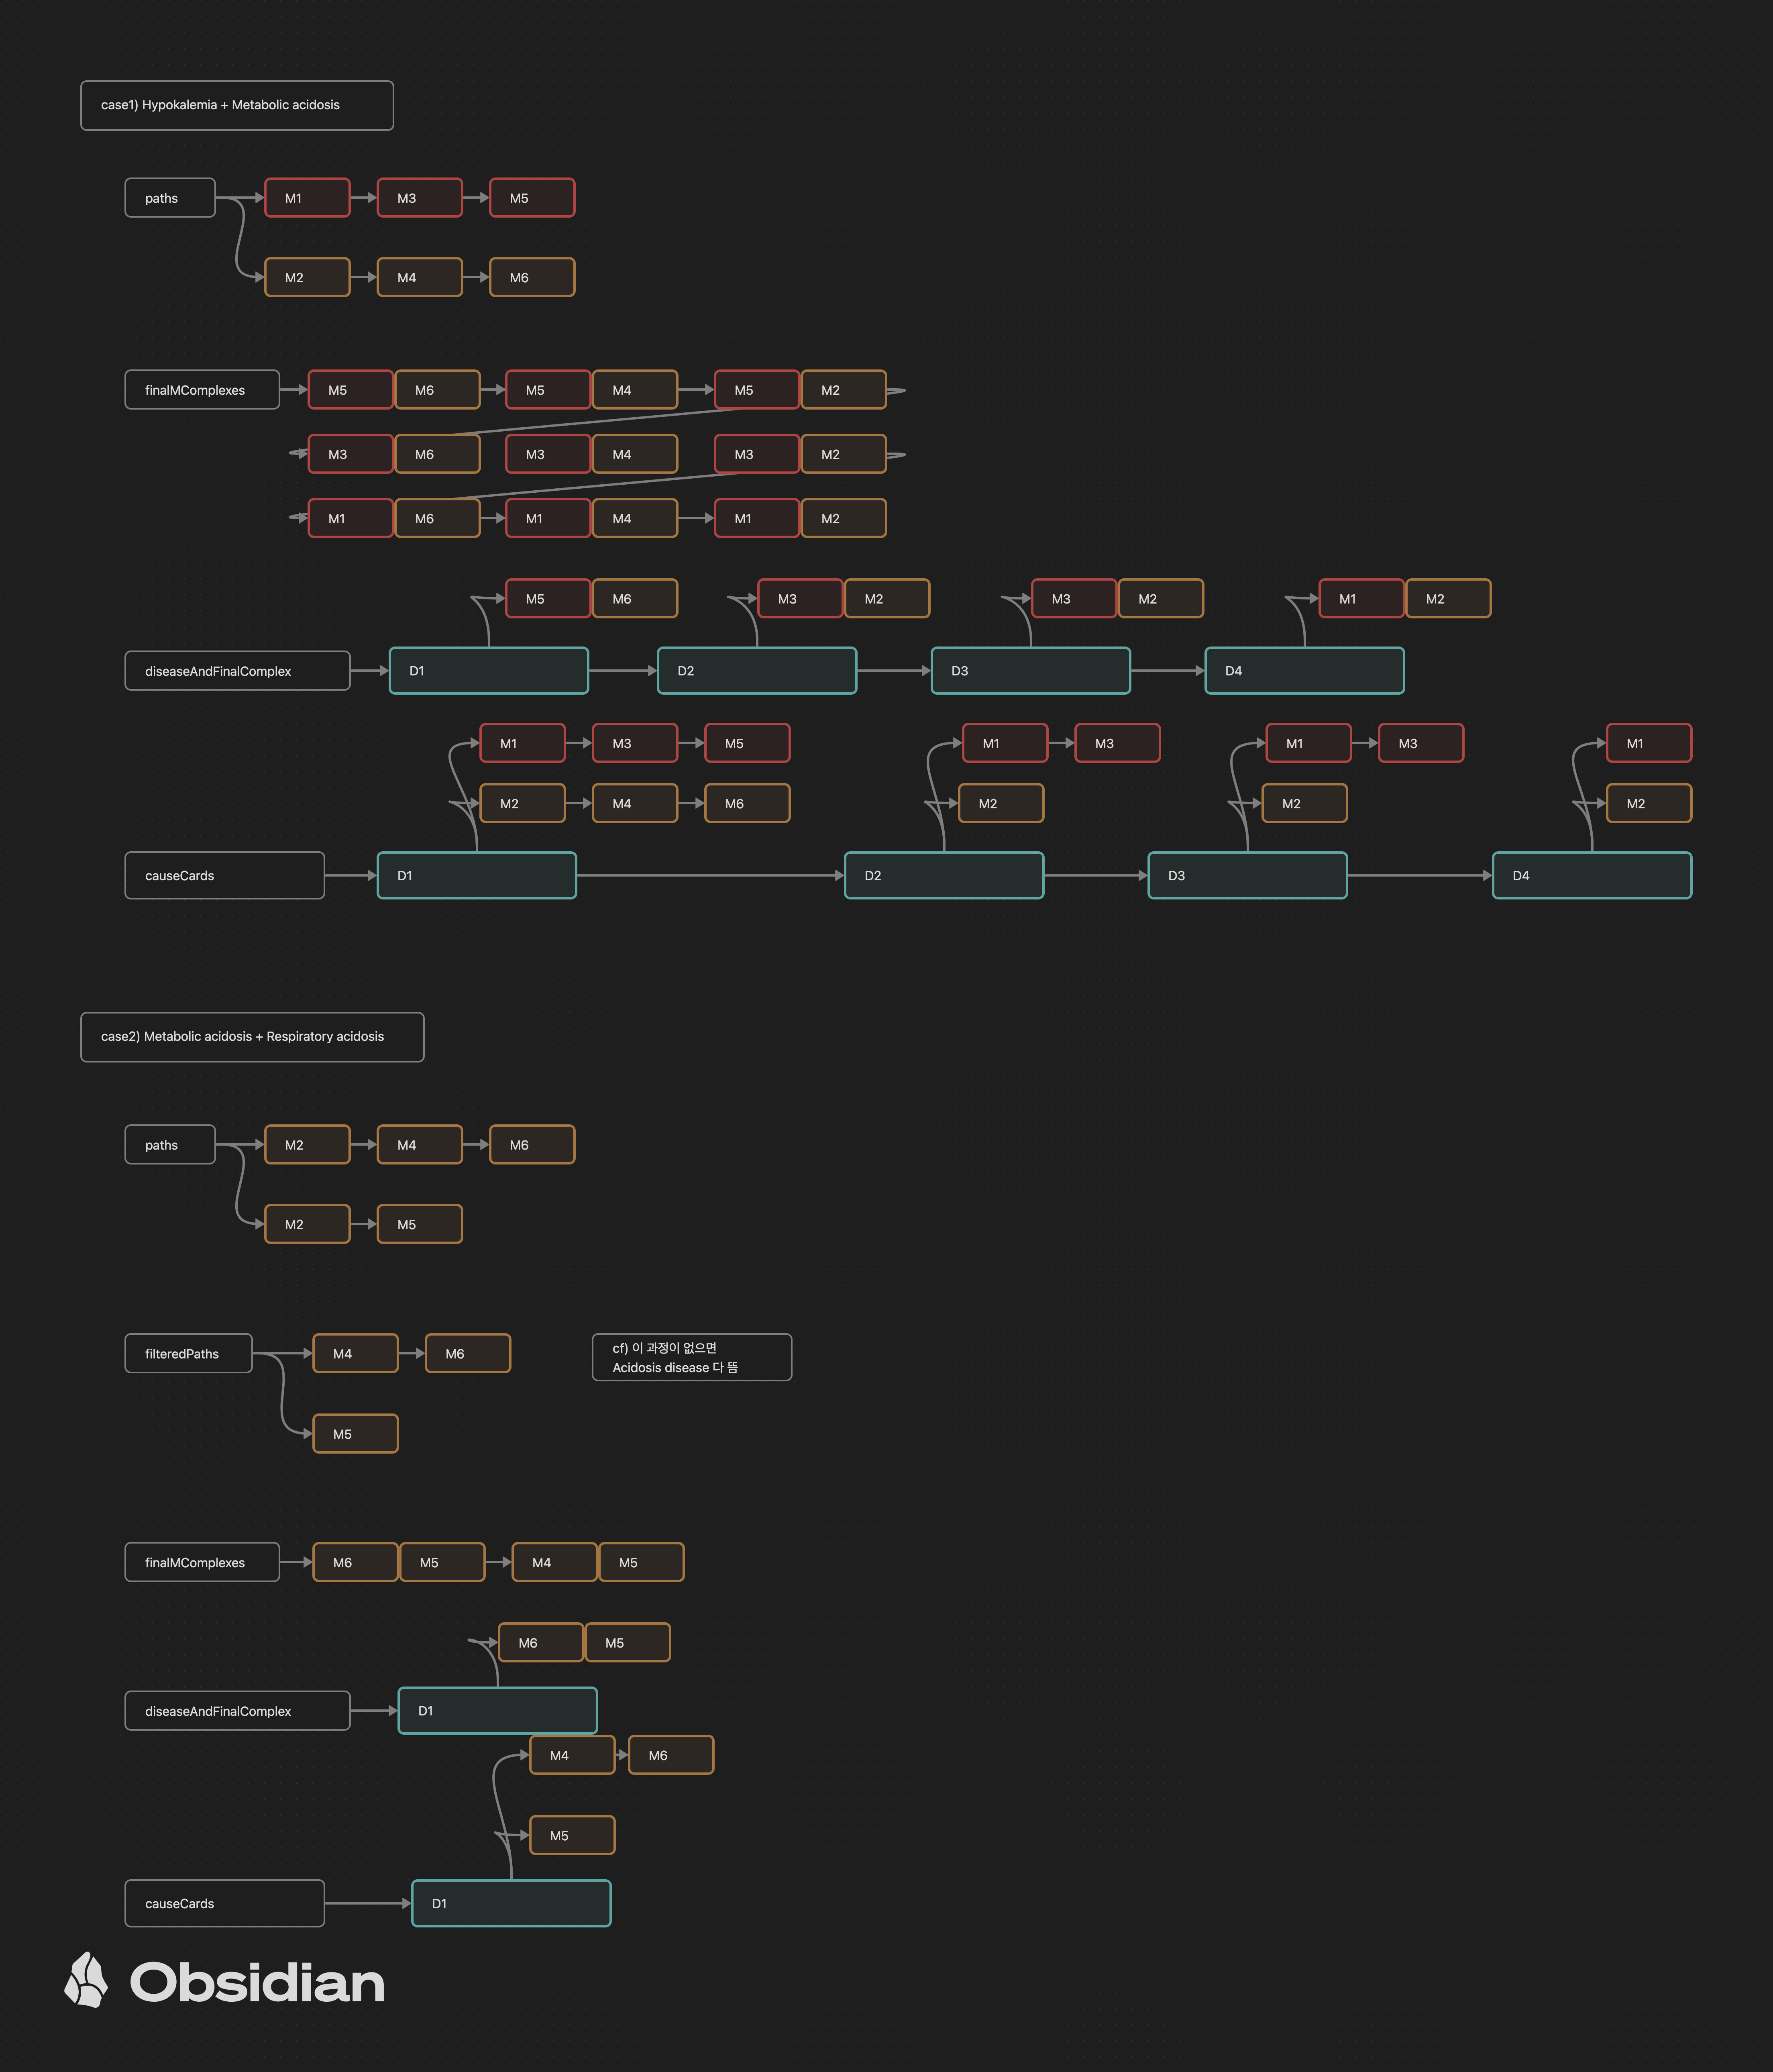 case1) Hypokalemia + Metabolic acidosis
paths
M1
M3
M5
M2
M4
M6
finalMComplexes
M5
M6
M5
M4
M5
M2
M3
M6
M3
M4
M3
M2
M1
M6
M1
M4
M1
M2
M5
M6
M3
M2
M3
M2
M1
M2
diseaseAndFinalComplex
D1
D2
D3
D4
M1
M3
M5
M1
M3
M1
M3
M1
M2
M4
M6
M2
M2
M2
causeCards
D1
D2
D3
D4
case2) Metabolic acidosis + Respiratory acidosis
paths
M2
M4
M6
M2
M5
filteredPaths
M4
M6
cf) 이 과정이 없으면
Acidosis disease 다 뜸
M5
finalMComplexes
M6
M5
M4
M5
M6
M5
diseaseAndFinalComplex
D1
M4
M6
M5
causeCards
D1
Obsidian